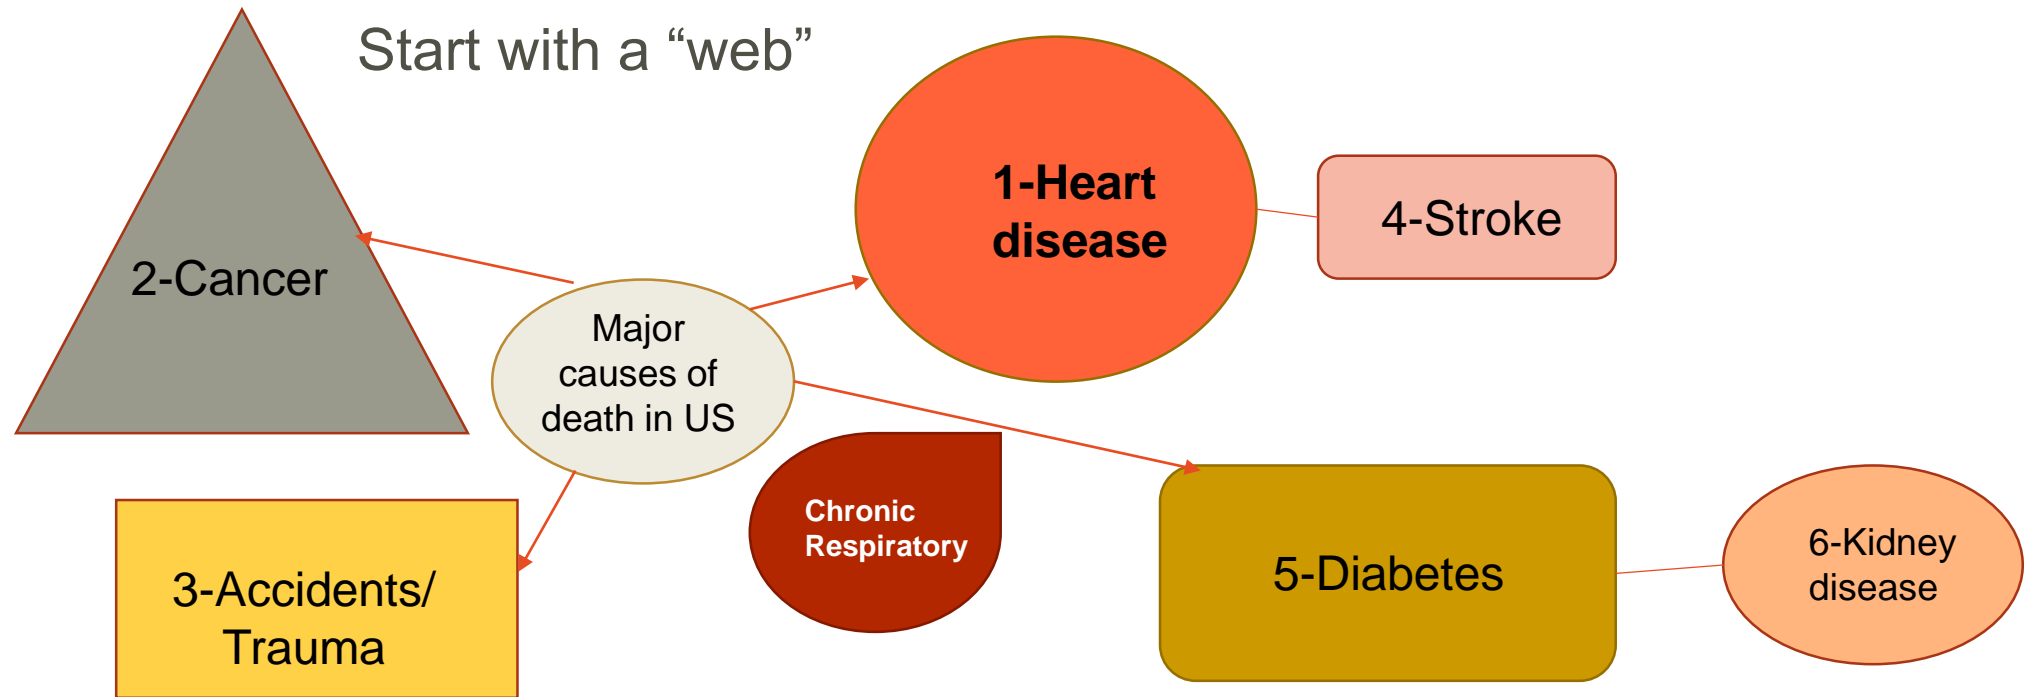 Start with a “web”
1-Heart
disease
4-Stroke
2-Cancer
Major
causes of
death in US
Chronic
Respiratory
3-Accidents/
Trauma
5-Diabetes
6-Kidney
disease